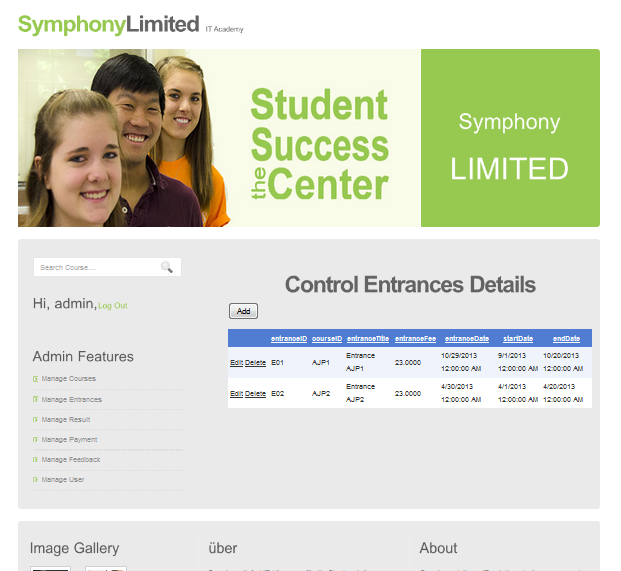 SymphonyLimited IT Academy
Student
Success
the Center
Symphony
LIMITED
Search Course....
Hi, admin, Log Out
Admin Features
Manage Courses
Manage Entrances
Manage Result
Manage Payment
Manage Feedback
Manage User
Control Entrances Details
Add
entranceID courseID entranceTitle entranceFee entranceDate startDate endDate
Edit Delete E01 AJP1 Entrance AJP1 23.0000 10/29/2013 12:00:00 AM 9/1/2013 12:00:00 AM 10/20/2013 12:00:00 AM
Edit Delete E02 AJP2 Entrance AJP2 23.0000 4/30/2013 12:00:00 AM 4/1/2013 12:00:00 AM 4/20/2013 12:00:00 AM
Image Gallery
über
About